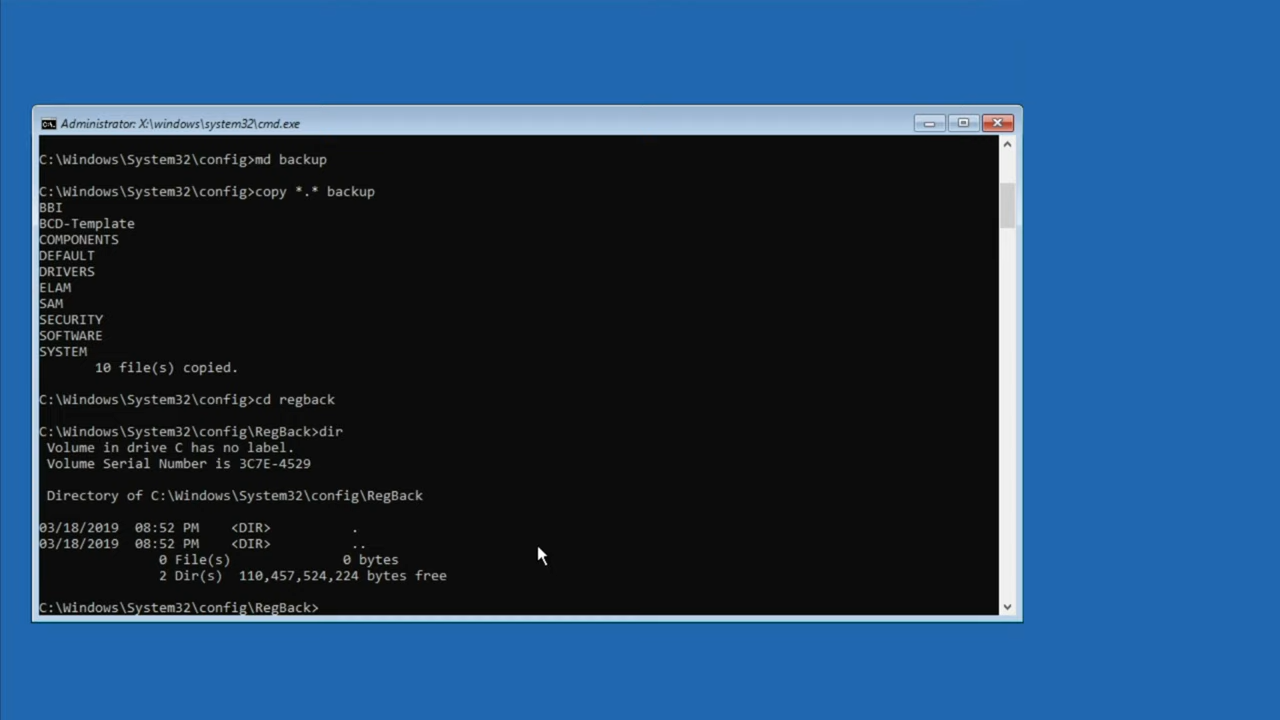 Administrator: X:\windows\system32\cmd.exe
C:\Windows\System32\config>md backup
C:\Windows\System32\config>copy *.* backup
BBI
BCD-Template
COMPONENTS
DEFAULT
DRIVERS
ELAM
SAM
SECURITY
SOFTWARE
SYSTEM
10 file(s) copied.
C:\Windows\System32\config>cd regback
C:\Windows\System32\config\RegBack>dir
Volume in drive C has no label.
Volume Serial Number is 3C7E-4529
Directory of C:\Windows\System32\config\RegBack
03/18/2019  08:52 PM    <DIR>          .
03/18/2019  08:52 PM    <DIR>          ..
0 File(s)              0 bytes
2 Dir(s)  110,457,524,224 bytes free
C:\Windows\System32\config\RegBack>